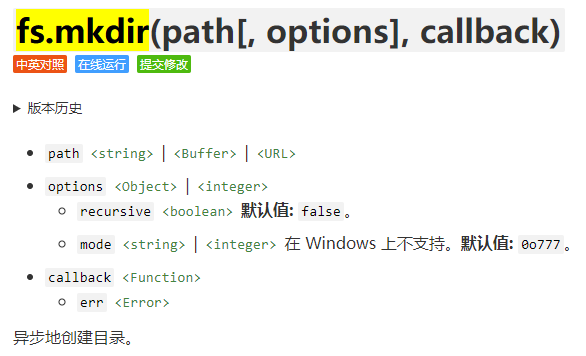 fs.mkdir(path[, options], callback)
中英对照 在线运行 提交修改
▶ 版本历史
• path <string> | <Buffer> | <URL>
• options <Object> | <integer>
◦ recursive <boolean> 默认值: false。
◦ mode <string> | <integer> 在 Windows 上不支持。默认值: 0o777。
• callback <Function>
◦ err <Error>
异步地创建目录。